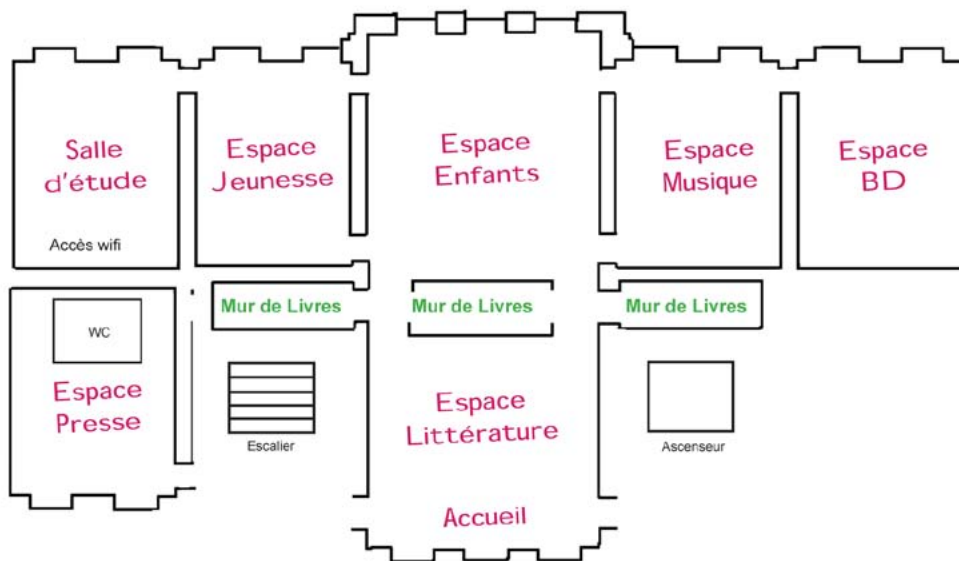 Salle
d'étude
Accès wifi
Espace
Jeunesse
Espace
Enfants
Espace
Musique
Espace
BD
Mur de Livres
Mur de Livres
Mur de Livres
WC
Espace
Presse
Escalier
Espace
Littérature
Ascenseur
Accueil